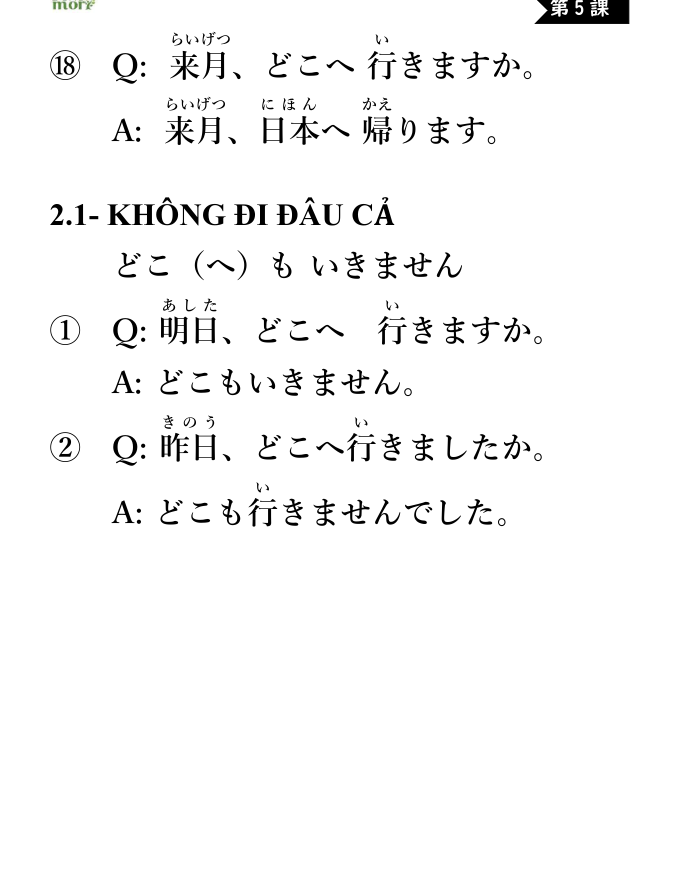 mori
第5課
らいげつ い
⑱ Q: 来月、どこへ 行きますか。
らいげつ にほん かえ
A: 来月、日本へ 帰ります。
2.1- KHÔNG ĐI ĐÂU CẢ
どこ（へ）も いきません
あした い
① Q: 明日、どこへ 行きますか。
A: どこもいきません。
きのう い
② Q: 昨日、どこへ行きましたか。
い
A: どこも行きませんでした。